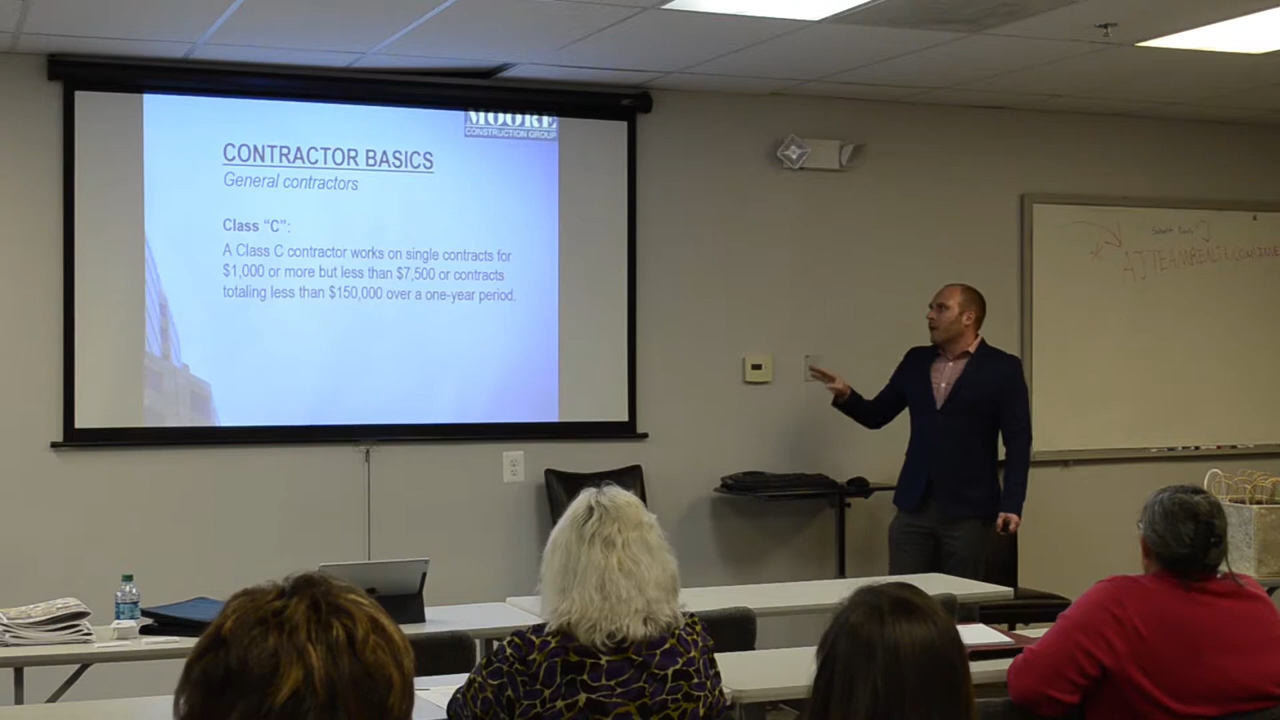 MOORE
CONSTRUCTION GROUP
CONTRACTOR BASICS
General contractors
Class “C”:
A Class C contractor works on single contracts for
$1,000 or more but less than $7,500 or contracts
totaling less than $150,000 over a one-year period.